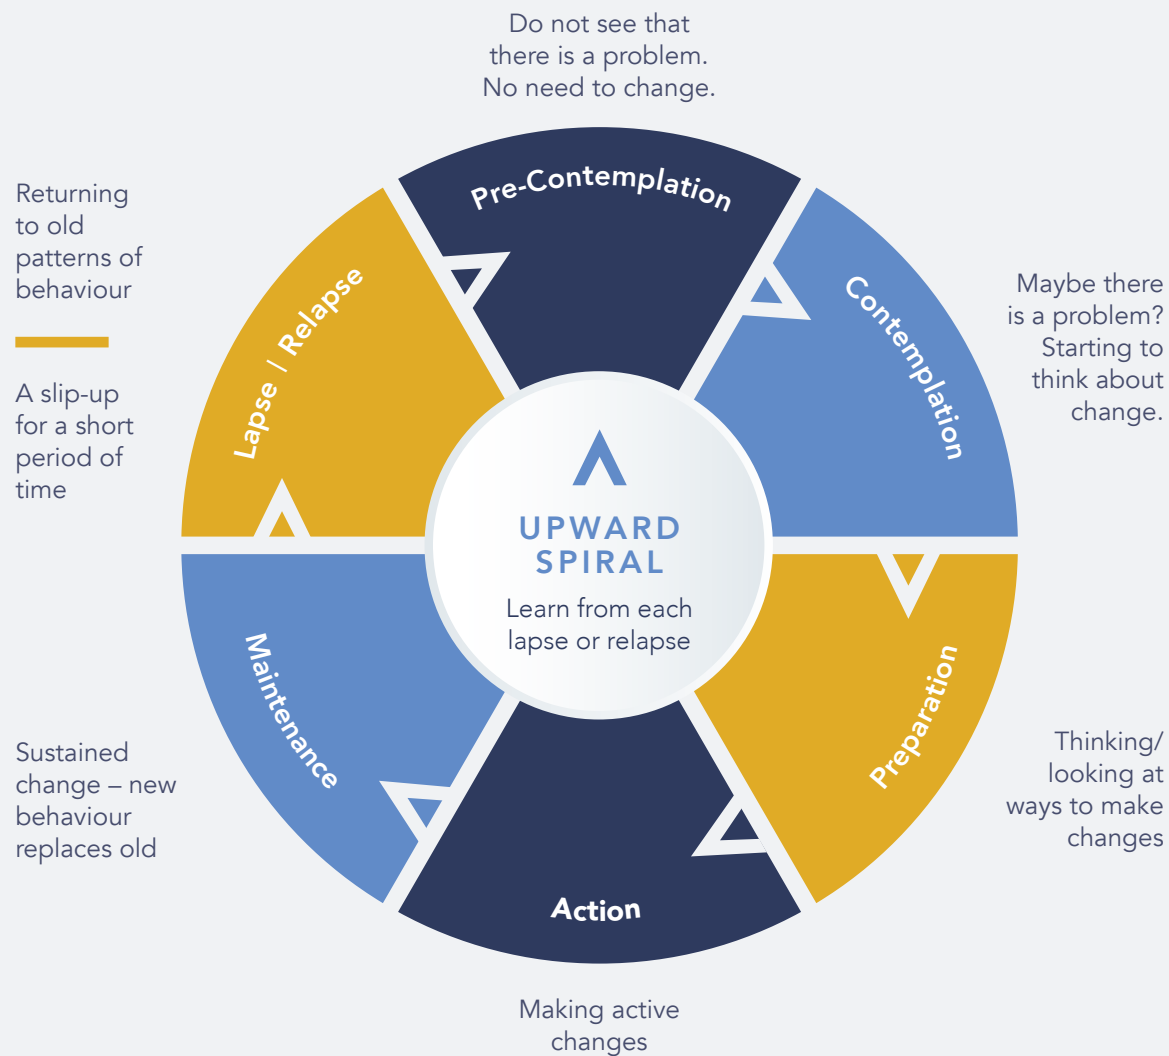 Do not see that
there is a problem.
No need to change.
Pre-Contemplation
Contemplation
Maybe there
is a problem?
Starting to
think about
change.
Preparation
Thinking/
looking at
ways to make
changes
Action
Making active
changes
Maintenance
Sustained
change – new
behaviour
replaces old
Lapse / Relapse
Returning
to old
patterns of
behaviour
A slip-up
for a short
period of
time
UPWARD
SPIRAL
Learn from each
lapse or relapse